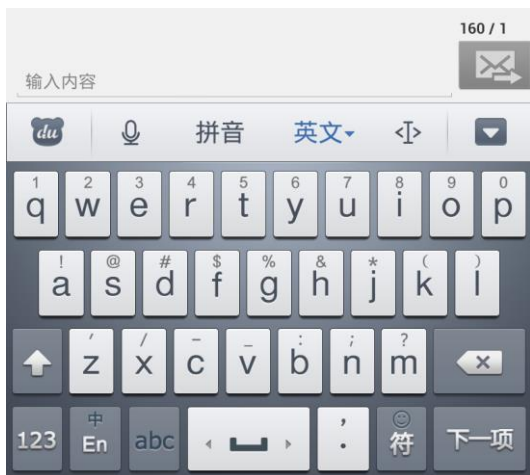 160 / 1
输入内容
du 拼音 英文
1 2 3 4 5 6 7 8 9 0
q w e r t y u i o p
! @ # $ % & * ( )
a s d f g h j k l
' / - _ : ; ?
z x c v b n m
中 ,
123 En abc . 符 下一项